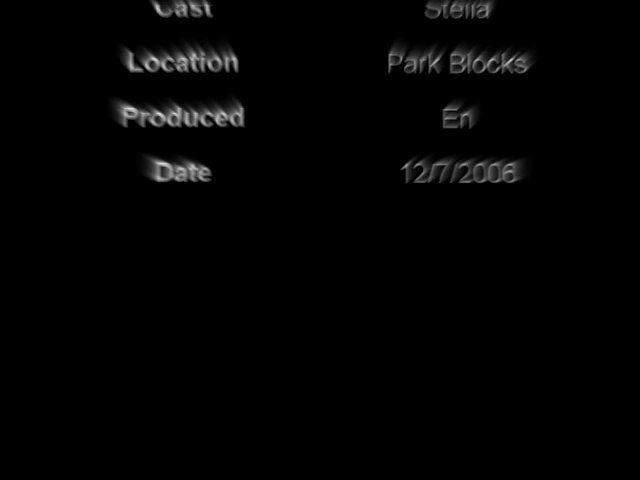 Cast Stella
Location Park Blocks
Produced En
Date 12/7/2006